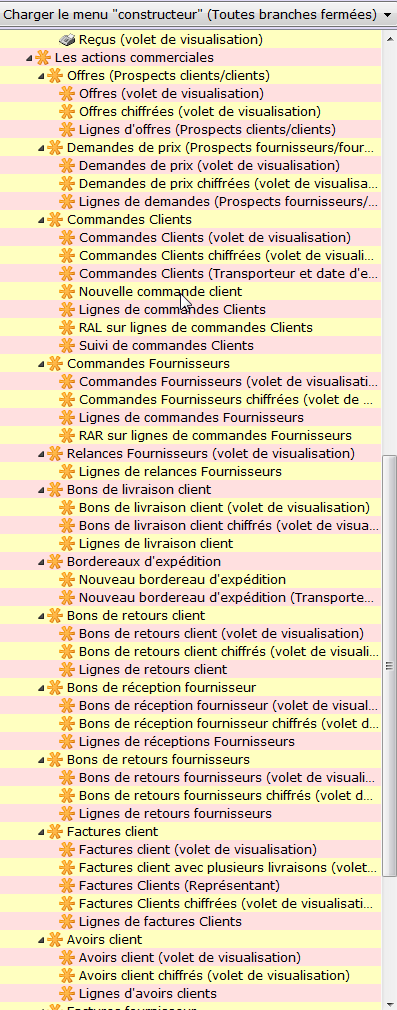 Charger le menu "constructeur" (Toutes branches fermées)
Reçus (volet de visualisation)
Les actions commerciales
Offres (Prospects clients/clients)
Offres (volet de visualisation)
Offres chiffrées (volet de visualisation)
Lignes d'offres (Prospects clients/clients)
Demandes de prix (Prospects fournisseurs/four...
Demandes de prix (volet de visualisation)
Demandes de prix chiffrées (volet de visualisa...
Lignes de demandes (Prospects fournisseurs/...
Commandes Clients
Commandes Clients (volet de visualisation)
Commandes Clients chiffrées (volet de visuali...
Commandes Clients (Transporteur et date d'e...
Nouvelle commande client
Lignes de commandes Clients
RAL sur lignes de commandes Clients
Suivi de commandes Clients
Commandes Fournisseurs
Commandes Fournisseurs (volet de visualisati...
Commandes Fournisseurs chiffrées (volet de ...
Lignes de commandes Fournisseurs
RAR sur lignes de commandes Fournisseurs
Relances Fournisseurs (volet de visualisation)
Lignes de relances Fournisseurs
Bons de livraison client
Bons de livraison client (volet de visualisation)
Bons de livraison client chiffrés (volet de visua...
Lignes de livraison client
Bordereaux d'expédition
Nouveau bordereau d'expédition
Nouveau bordereau d'expédition (Transporte...
Bons de retours client
Bons de retours client (volet de visualisation)
Bons de retours client chiffrés (volet de visuali...
Lignes de retours client
Bons de réception fournisseur
Bons de réception fournisseur (volet de visual...
Bons de réception fournisseur chiffrés (volet d...
Lignes de réceptions Fournisseurs
Bons de retours fournisseurs
Bons de retours fournisseurs (volet de visuali...
Bons de retours fournisseurs chiffrés (volet d...
Lignes de retours fournisseurs
Factures client
Factures client (volet de visualisation)
Factures client avec plusieurs livraisons (volet...
Factures Clients (Représentant)
Factures Clients chiffrées (volet de visualisati...
Lignes de factures Clients
Avoirs client
Avoirs client (volet de visualisation)
Avoirs client chiffrés (volet de visualisation)
Lignes d'avoirs clients
Factures fournisseur